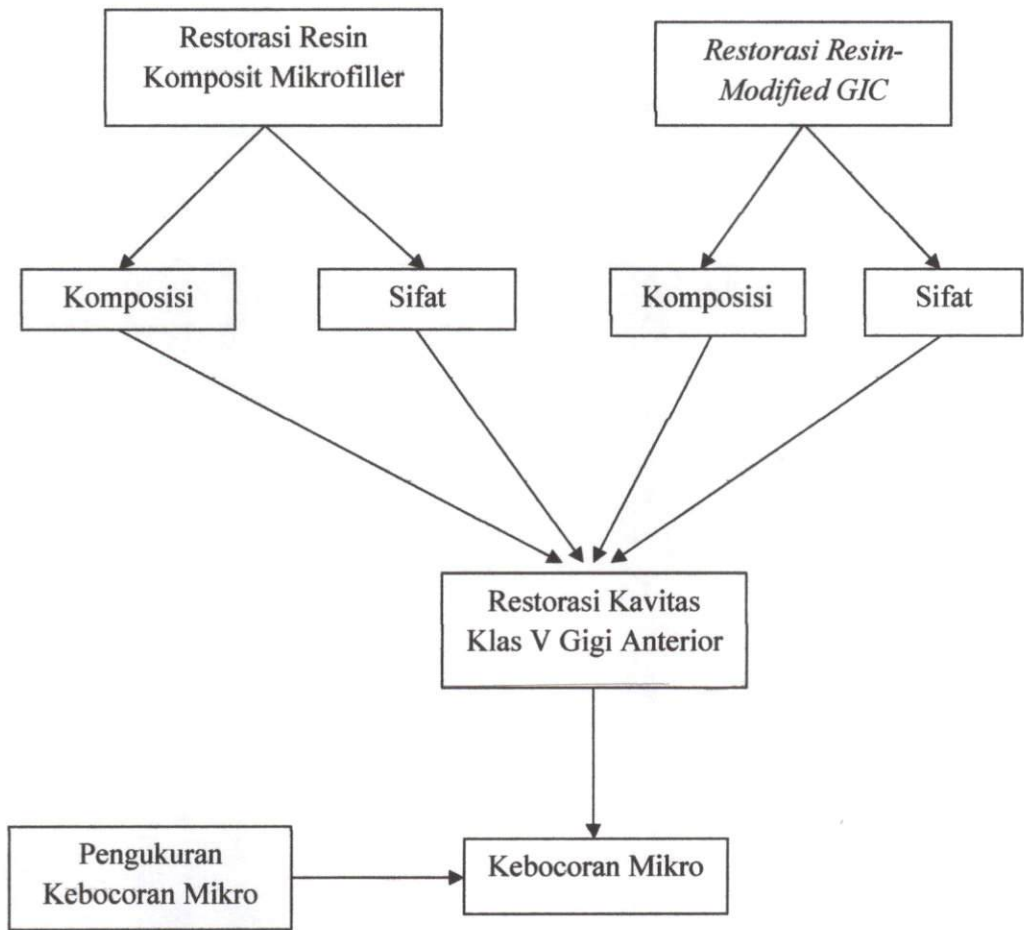 Restorasi Resin
Komposit Mikrofiller
Restorasi Resin-
Modified GIC
Komposisi
Sifat
Komposisi
Sifat
Restorasi Kavitas
Klas V Gigi Anterior
Pengukuran
Kebocoran Mikro
Kebocoran Mikro